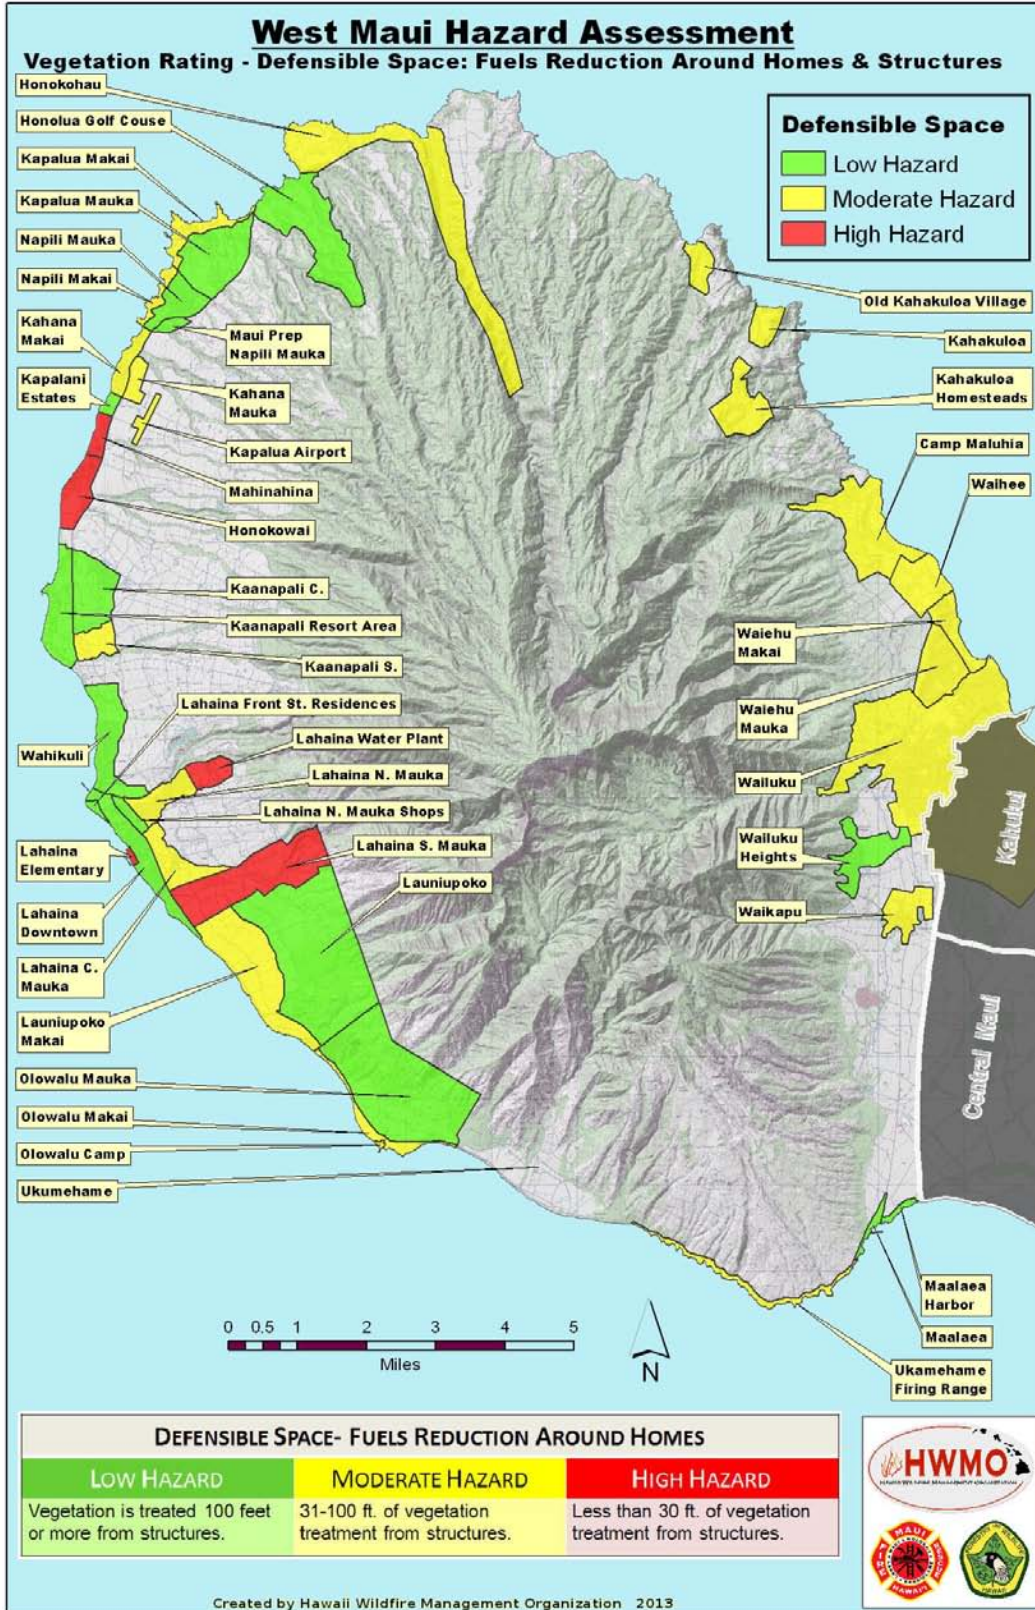 West Maui Hazard Assessment
Vegetation Rating - Defensible Space: Fuels Reduction Around Homes & Structures
Honokohau
Honolua Golf Couse
Kapalua Makai
Kapalua Mauka
Napili Mauka
Napili Makai
Kahana
Makai
Kapalani
Estates
Maui Prep
Napili Mauka
Kahana
Mauka
Kapalua Airport
Mahinahina
Honokowai
Kaanapali C.
Kaanapali Resort Area
Kaanapali S.
Lahaina Front St. Residences
Wahikuli
Lahaina Water Plant
Lahaina N. Mauka
Lahaina N. Mauka Shops
Lahaina S. Mauka
Launiupoko
Lahaina
Elementary
Lahaina
Downtown
Lahaina C.
Mauka
Launiupoko
Makai
Olowalu Mauka
Olowalu Makai
Olowalu Camp
Ukumehame
Defensible Space
Low Hazard
Moderate Hazard
High Hazard
Old Kahakuloa Village
Kahakuloa
Kahakuloa
Homesteads
Camp Maluhia
Waihee
Waiehu
Makai
Waiehu
Mauka
Wailuku
Wailuku
Heights
Waikapu
Kahului
Central Maui
Maalaea
Harbor
Maalaea
Ukamehame
Firing Range
0 0.5 1 2 3 4 5
Miles
N
DEFENSIBLE SPACE- FUELS REDUCTION AROUND HOMES
LOW HAZARD
Vegetation is treated 100 feet
or more from structures.
MODERATE HAZARD
31-100 ft. of vegetation
treatment from structures.
HIGH HAZARD
Less than 30 ft. of vegetation
treatment from structures.
HWMO
MAUI
FIRE
HAWAI'I
HAWAII
Created by Hawaii Wildfire Management Organization 2013